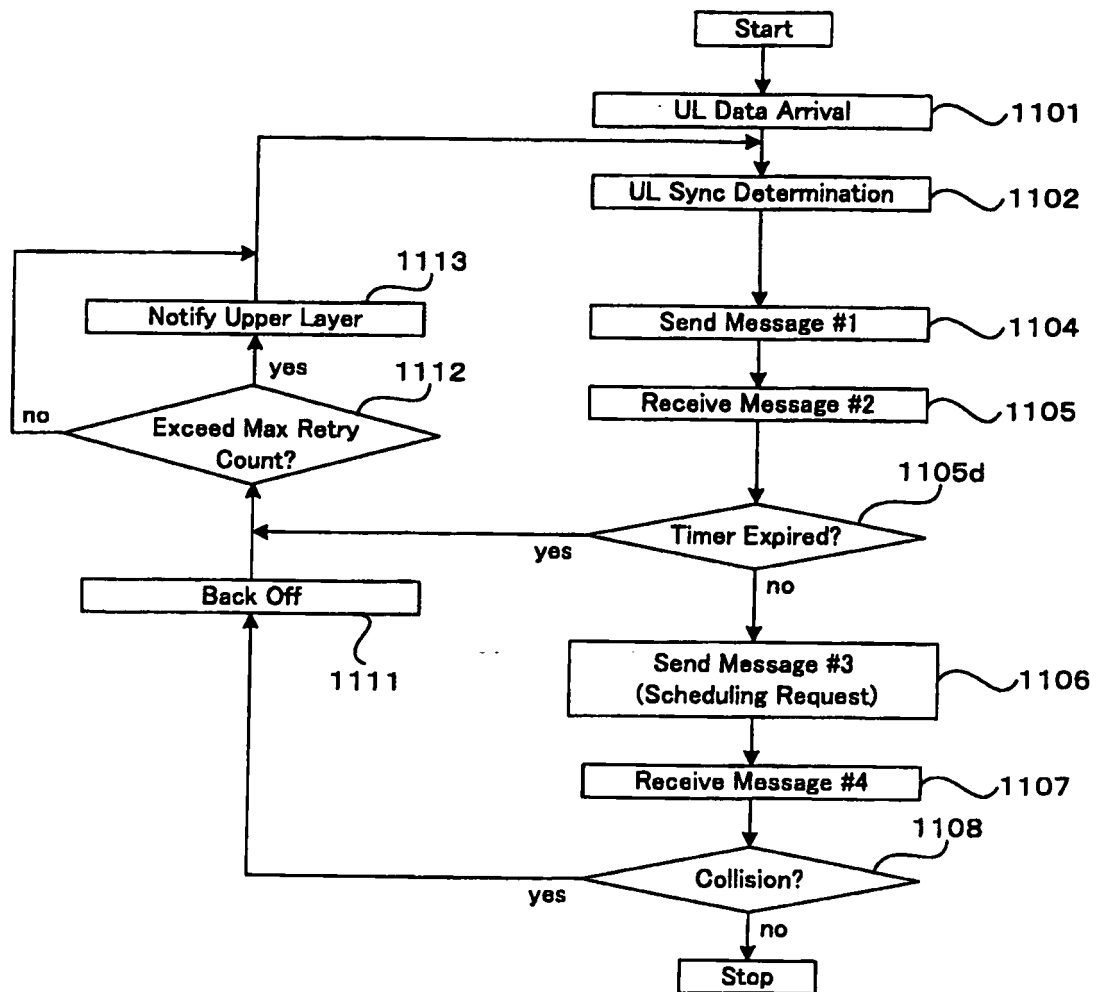 Start
UL Data Arrival
1101
UL Sync Determination
1102
1113
Notify Upper Layer
Send Message #1
1104
yes
1112
Receive Message #2
1105
no
Exceed Max Retry
Count?
1105d
Timer Expired?
yes
no
Back Off
1111
Send Message #3
(Scheduling Request)
1106
Receive Message #4
1107
1108
Collision?
yes
no
Stop